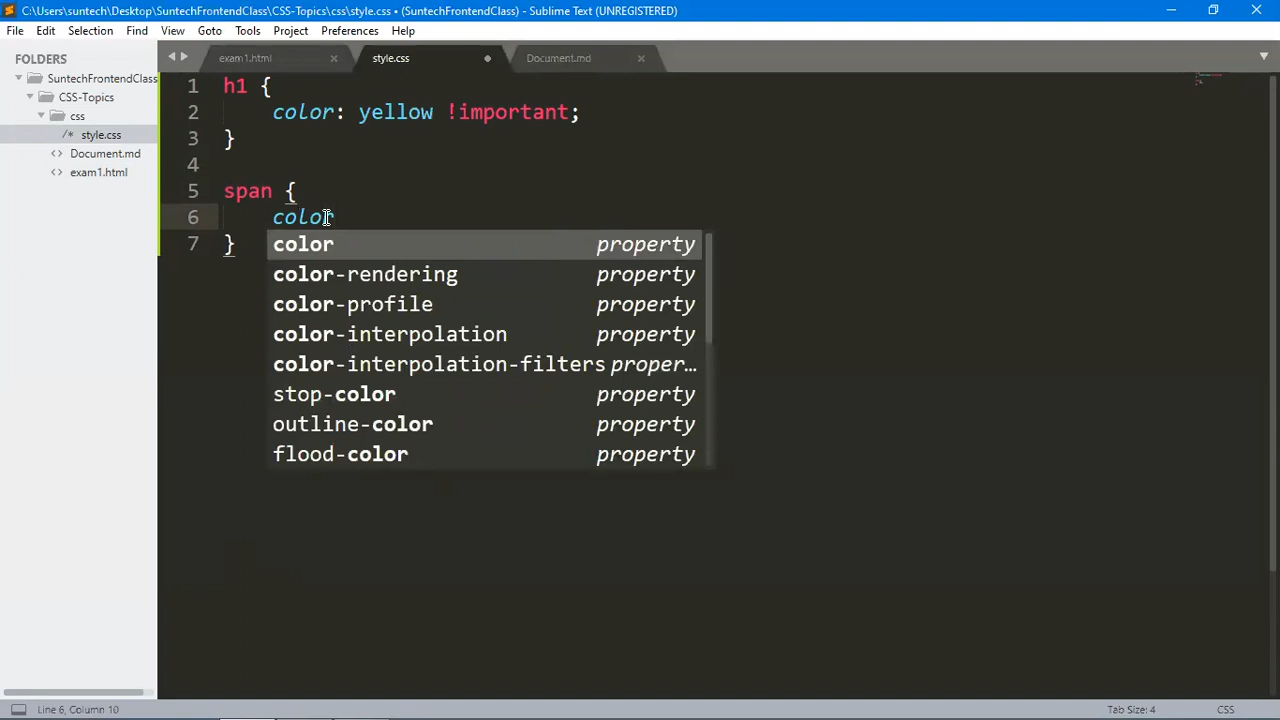 C:\Users\suntech\Desktop\SuntechFrontendClass\CSS-Topics\css\style.css • (SuntechFrontendClass) - Sublime Text (UNREGISTERED)
File Edit Selection Find View Goto Tools Project Preferences Help
FOLDERS
SuntechFrontendClass
CSS-Topics
css
/* style.css
<> Document.md
<> exam1.html
exam1.html style.css Document.md
1 h1 {
2 color: yellow !important;
3 }
4
5 span {
6 color
7 }
color property
color-rendering property
color-profile property
color-interpolation property
color-interpolation-filters proper…
stop-color property
outline-color property
flood-color property
Line 6, Column 10 Tab Size: 4 CSS